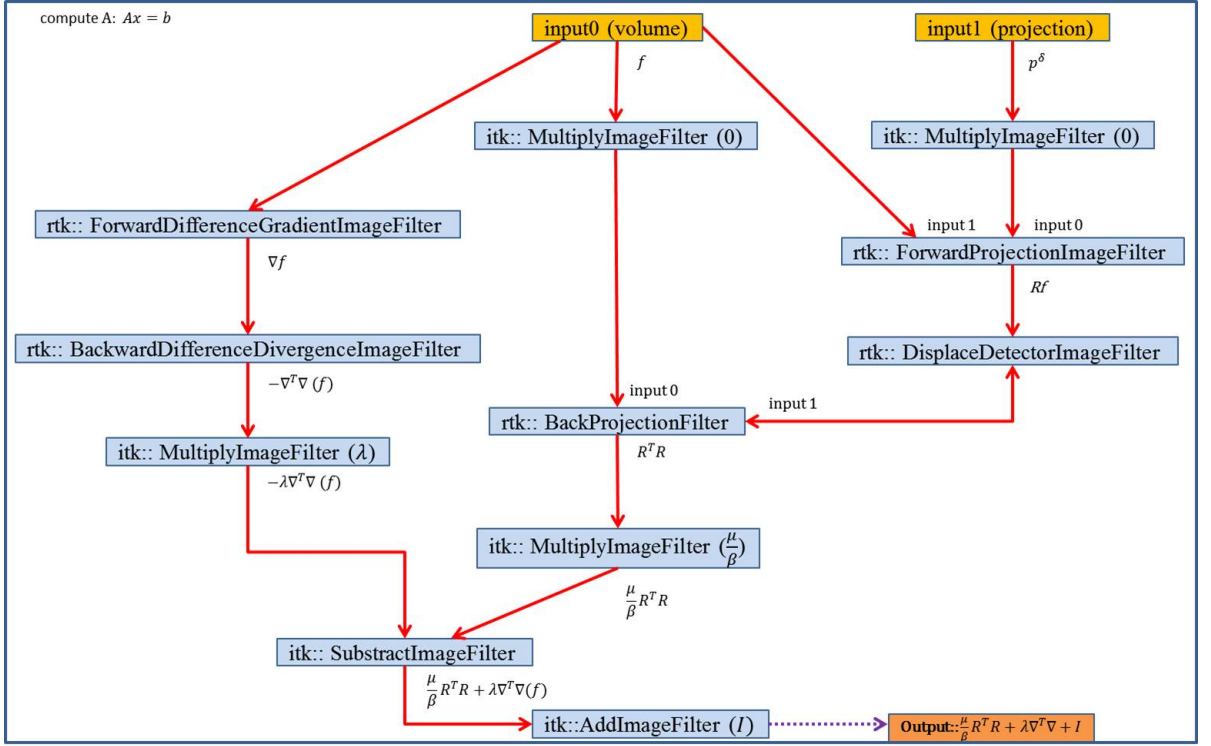 compute A: Ax = b
input0 (volume)
input1 (projection)
f
p^δ
itk:: MultiplyImageFilter (0)
itk:: MultiplyImageFilter (0)
rtk:: ForwardDifferenceGradientImageFilter
input 1
input 0
rtk:: ForwardProjectionImageFilter
∇f
Rf
rtk:: BackwardDifferenceDivergenceImageFilter
rtk:: DisplaceDetectorImageFilter
−∇^T∇ (f)
input 0
input 1
rtk:: BackProjectionFilter
itk:: MultiplyImageFilter (λ)
R^T R
−λ∇^T∇ (f)
itk:: MultiplyImageFilter (μ/β)
μ/β R^T R
itk:: SubstractImageFilter
μ/β R^T R + λ∇^T∇(f)
itk::AddImageFilter (I)
Output:: μ/β R^T R + λ∇^T∇ + I